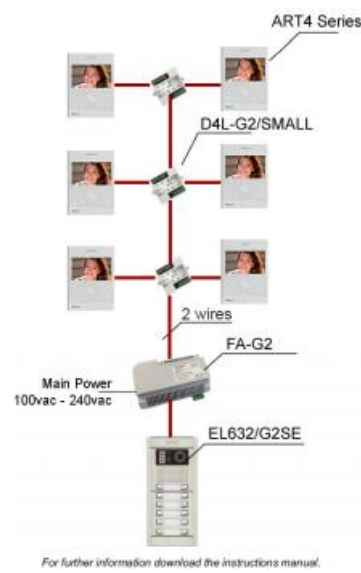 ART4 Series
D4L-G2/SMALL
2 wires
FA-G2
Main Power
100vac - 240vac
EL632/G2SE
For further information download the instructions manual.